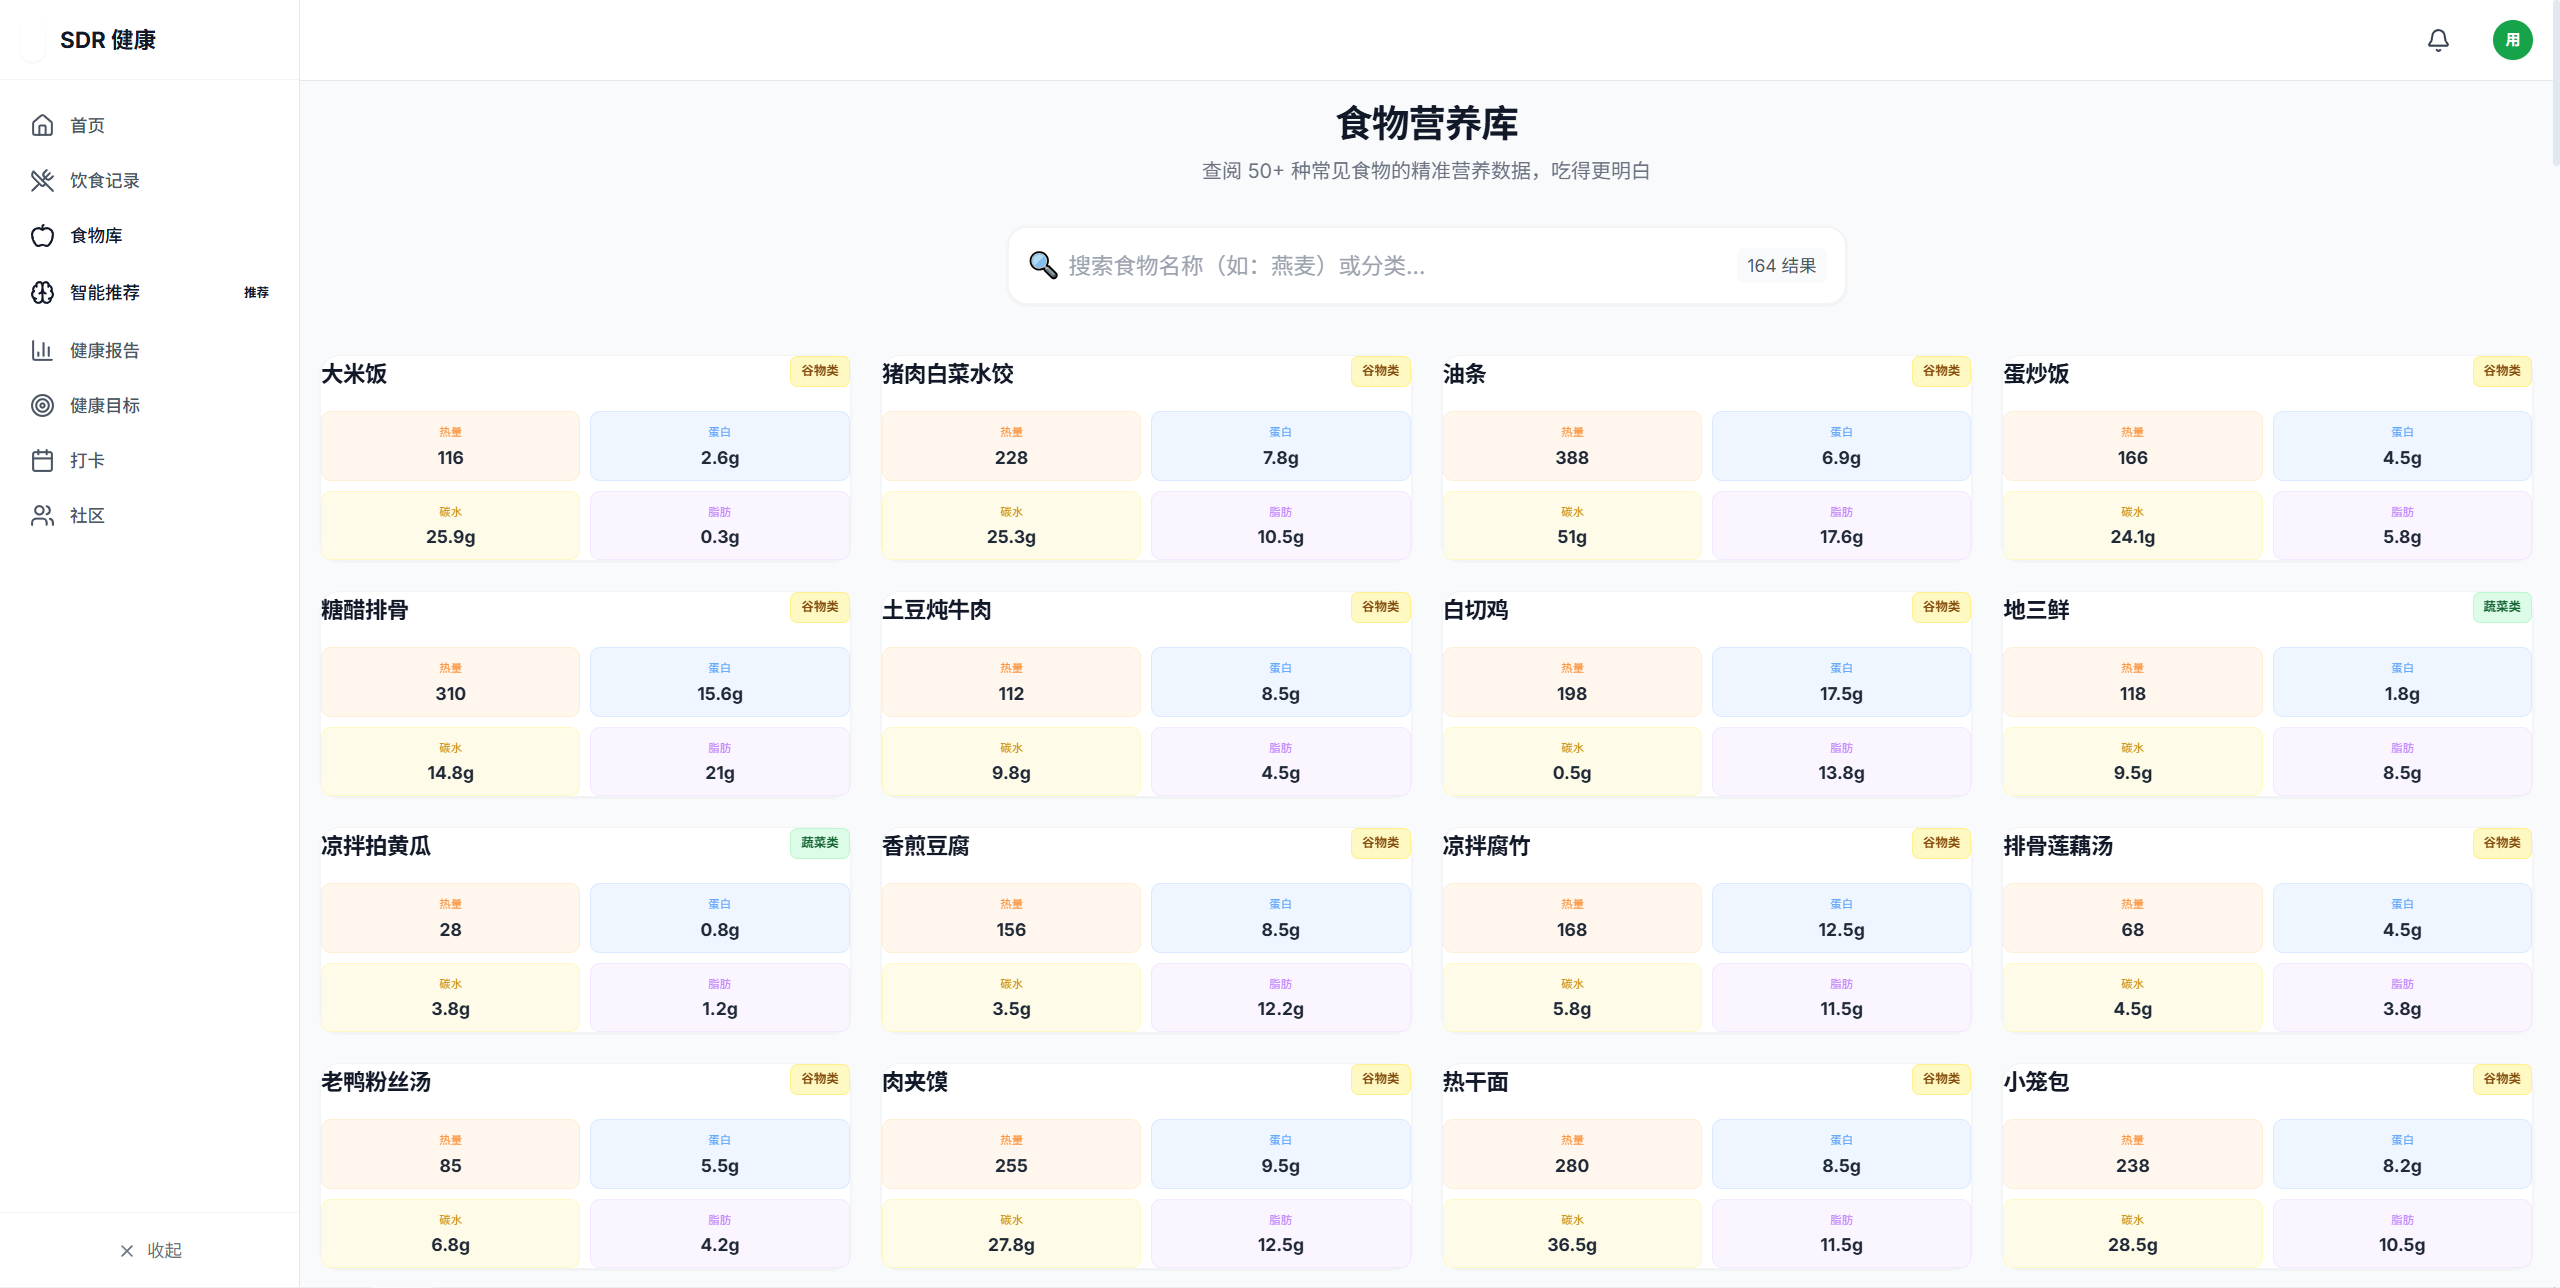 SDR 健康
用
首页
饮食记录
食物库
智能推荐 推荐
健康报告
健康目标
打卡
社区
收起
食物营养库
查阅 50+ 种常见食物的精准营养数据，吃得更明白
搜索食物名称（如：燕麦）或分类...
164 结果
大米饭 谷物类
热量 蛋白
116 2.6g
碳水 脂肪
25.9g 0.3g
猪肉白菜水饺 谷物类
热量 蛋白
228 7.8g
碳水 脂肪
25.3g 10.5g
油条 谷物类
热量 蛋白
388 6.9g
碳水 脂肪
51g 17.6g
蛋炒饭 谷物类
热量 蛋白
166 4.5g
碳水 脂肪
24.1g 5.8g
糖醋排骨 谷物类
热量 蛋白
310 15.6g
碳水 脂肪
14.8g 21g
土豆炖牛肉 谷物类
热量 蛋白
112 8.5g
碳水 脂肪
9.8g 4.5g
白切鸡 谷物类
热量 蛋白
198 17.5g
碳水 脂肪
0.5g 13.8g
地三鲜 蔬菜类
热量 蛋白
118 1.8g
碳水 脂肪
9.5g 8.5g
凉拌拍黄瓜 蔬菜类
热量 蛋白
28 0.8g
碳水 脂肪
3.8g 1.2g
香煎豆腐 谷物类
热量 蛋白
156 8.5g
碳水 脂肪
3.5g 12.2g
凉拌腐竹 谷物类
热量 蛋白
168 12.5g
碳水 脂肪
5.8g 11.5g
排骨莲藕汤 谷物类
热量 蛋白
68 4.5g
碳水 脂肪
4.5g 3.8g
老鸭粉丝汤 谷物类
热量 蛋白
85 5.5g
碳水 脂肪
6.8g 4.2g
肉夹馍 谷物类
热量 蛋白
255 9.5g
碳水 脂肪
27.8g 12.5g
热干面 谷物类
热量 蛋白
280 8.5g
碳水 脂肪
36.5g 11.5g
小笼包 谷物类
热量 蛋白
238 8.2g
碳水 脂肪
28.5g 10.5g